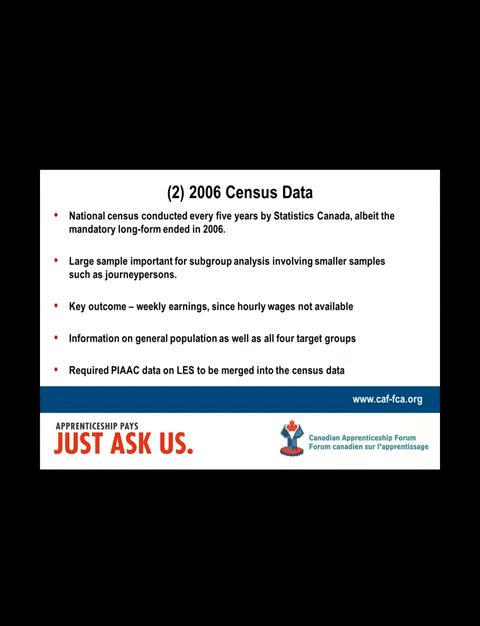 (2) 2006 Census Data
• National census conducted every five years by Statistics Canada, albeit the
mandatory long-form ended in 2006.
• Large sample important for subgroup analysis involving smaller samples
such as journeypersons.
• Key outcome – weekly earnings, since hourly wages not available
• Information on general population as well as all four target groups
• Required PIAAC data on LES to be merged into the census data
www.caf-fca.org
APPRENTICESHIP PAYS
JUST ASK US.
Canadian Apprenticeship Forum
Forum canadien sur l'apprentissage